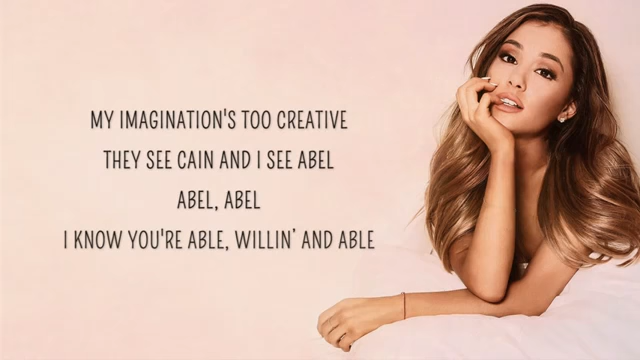 MY IMAGINATION'S TOO CREATIVE
THEY SEE CAIN AND I SEE ABEL
ABEL, ABEL
I KNOW YOU'RE ABLE, WILLIN' AND ABLE